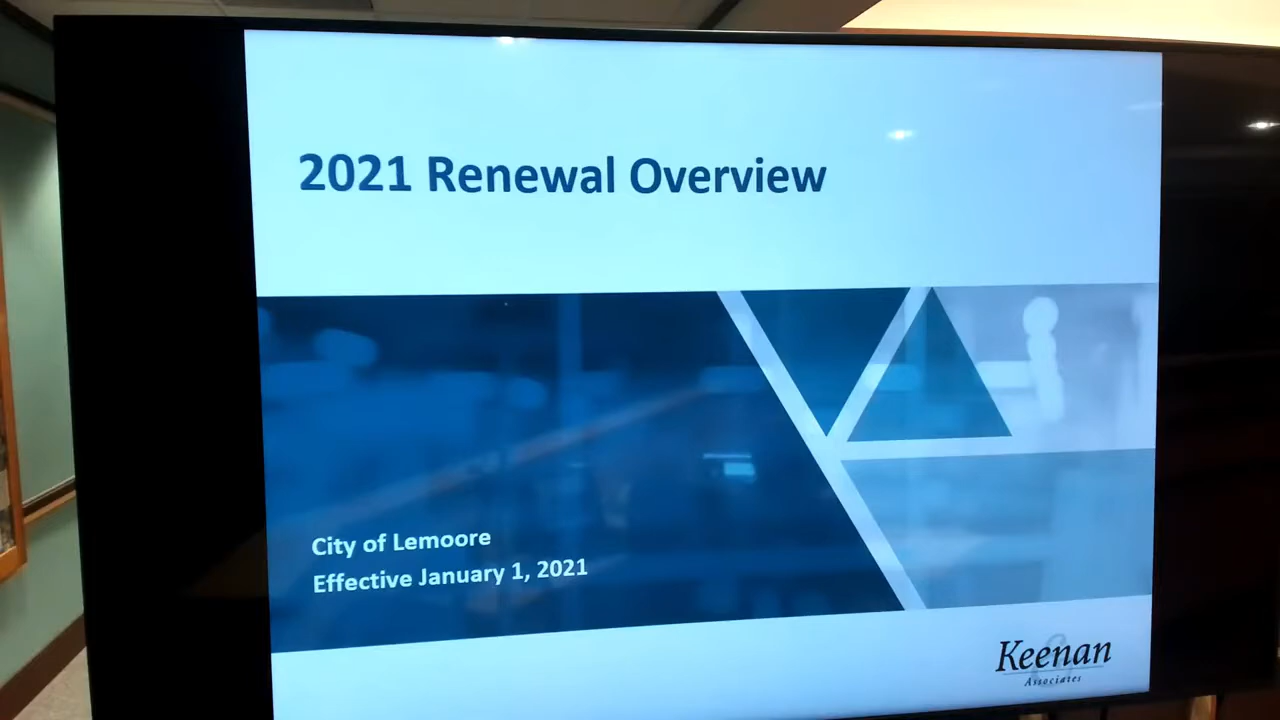 2021 Renewal Overview
City of Lemoore
Effective January 1, 2021
Keenan
Associates